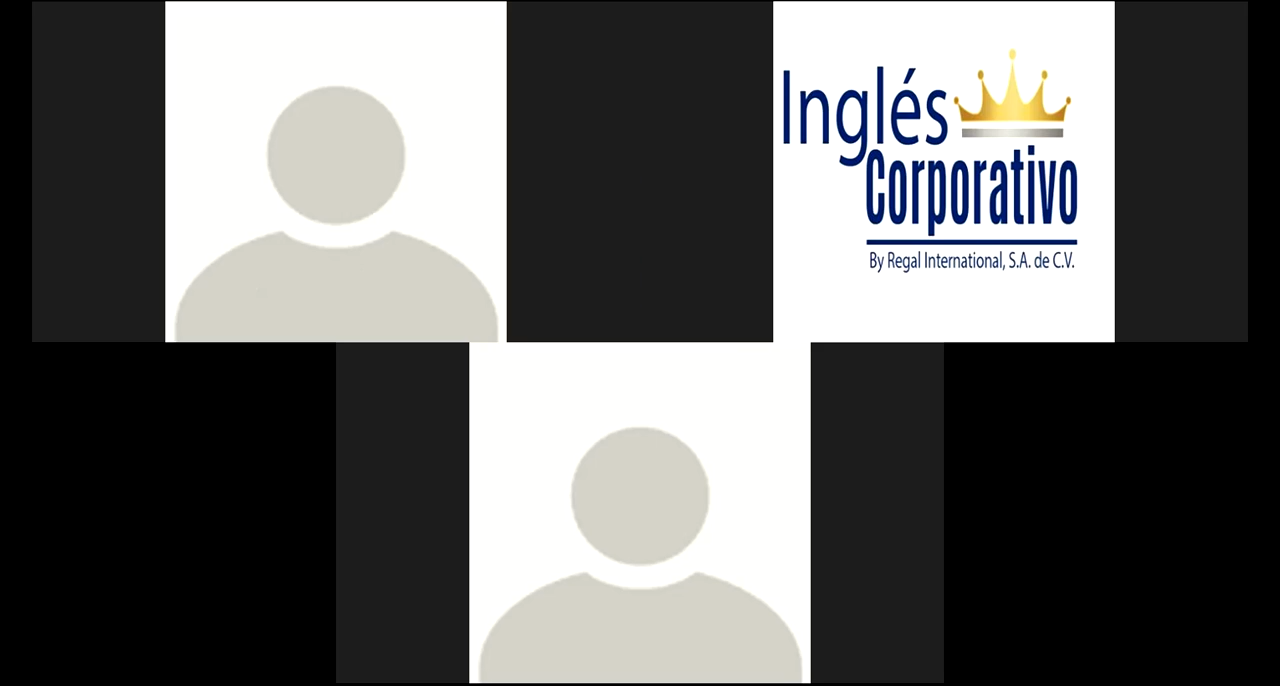 Inglés
Corporativo
By Regal International, S.A. de C.V.